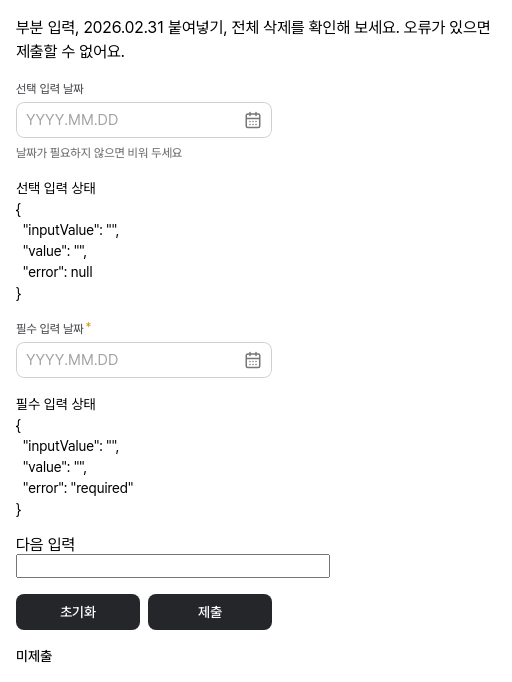 부분 입력, 2026.02.31 붙여넣기, 전체 삭제를 확인해 보세요. 오류가 있으면
제출할 수 없어요.
선택 입력 날짜
YYYY.MM.DD
날짜가 필요하지 않으면 비워 두세요
선택 입력 상태
{
"inputValue": "",
"value": "",
"error": null
}
필수 입력 날짜*
YYYY.MM.DD
필수 입력 상태
{
"inputValue": "",
"value": "",
"error": "required"
}
다음 입력
초기화 제출
미제출